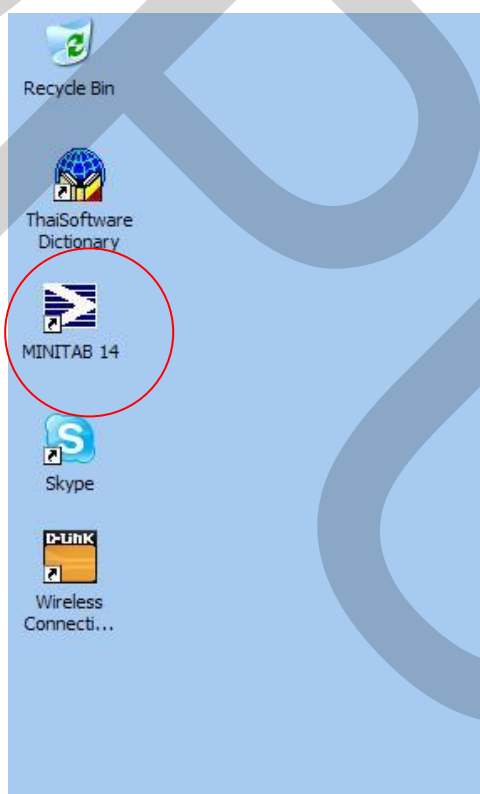 Recycle Bin
ThaiSoftware
Dictionary
MINITAB 14
S
Skype
D-Link
Wireless
Connecti...